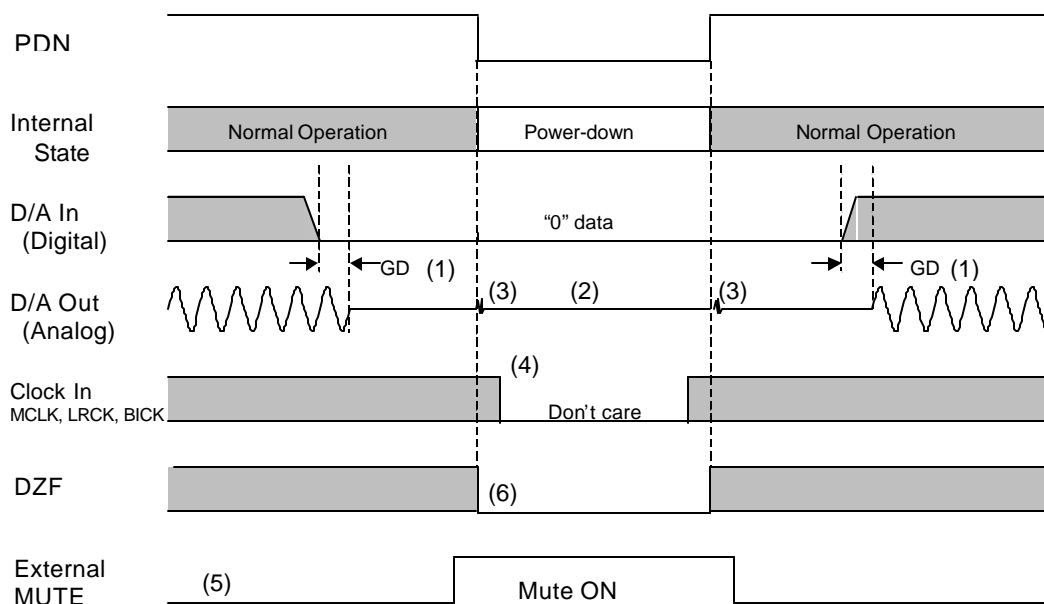 PDN
Internal
State
Normal Operation
Power-down
Normal Operation
D/A In
(Digital)
"0" data
GD (1)
GD (1)
D/A Out
(Analog)
(3)
(2)
(3)
Clock In
MCLK, LRCK, BICK
(4)
Don't care
DZF
(6)
External
MUTE
(5)
Mute ON